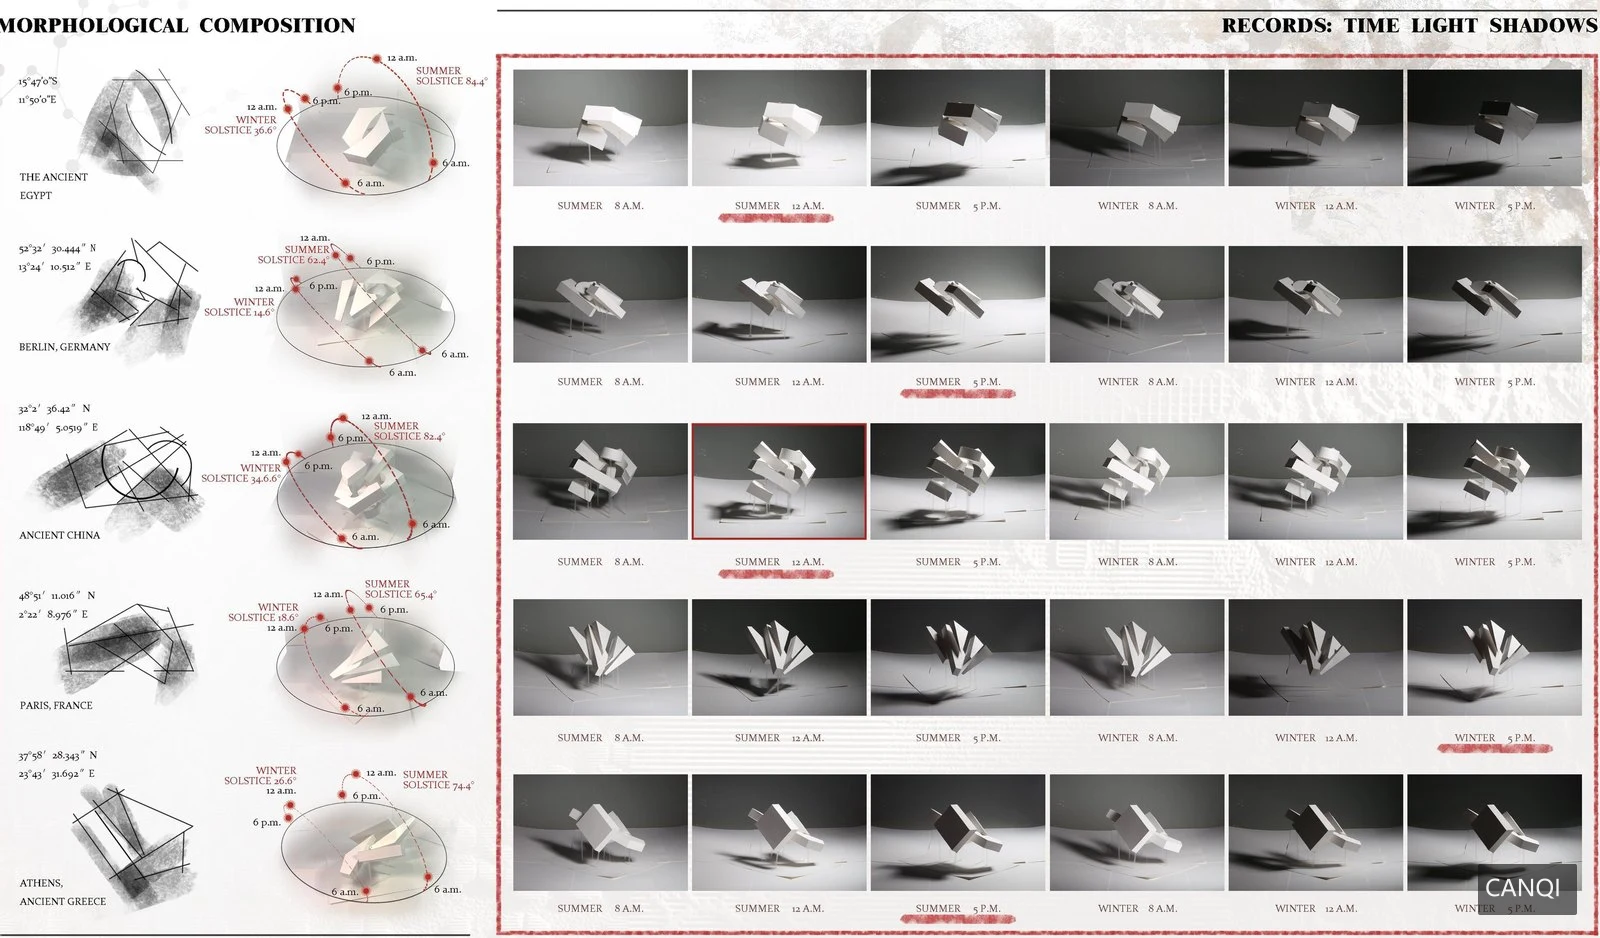 MORPHOLOGICAL COMPOSITION
RECORDS: TIME LIGHT SHADOWS
15°47'0"S
11°50'0"E
THE ANCIENT
EGYPT
12 a.m.
SUMMER
SOLSTICE 84.4°
6 p.m.
6 p.m.
12 a.m.
WINTER
SOLSTICE 36.6°
6 a.m.
6 a.m.
SUMMER 8 A.M.
SUMMER 12 A.M.
SUMMER 5 P.M.
WINTER 8 A.M.
WINTER 12 A.M.
WINTER 5 P.M.
52°32' 30.444" N
13°24' 10.512" E
BERLIN, GERMANY
12 a.m.
SUMMER
SOLSTICE 62.4°
6 p.m.
12 a.m.
6 p.m.
WINTER
SOLSTICE 14.6°
6 a.m.
6 a.m.
SUMMER 8 A.M.
SUMMER 12 A.M.
SUMMER 5 P.M.
WINTER 8 A.M.
WINTER 12 A.M.
WINTER 5 P.M.
32°2' 36.42" N
118°49' 5.0519" E
ANCIENT CHINA
12 a.m.
SUMMER
SOLSTICE 82.4°
6 p.m.
12 a.m.
6 p.m.
WINTER
SOLSTICE 34.6.6°
6 a.m.
6 a.m.
SUMMER 8 A.M.
SUMMER 12 A.M.
SUMMER 5 P.M.
WINTER 8 A.M.
WINTER 12 A.M.
WINTER 5 P.M.
48°51' 11.016" N
2°22' 8.976" E
PARIS, FRANCE
SUMMER
SOLSTICE 65.4°
12 a.m.
6 p.m.
WINTER
SOLSTICE 18.6°
12 a.m.
6 p.m.
6 a.m.
6 a.m.
SUMMER 8 A.M.
SUMMER 12 A.M.
SUMMER 5 P.M.
WINTER 8 A.M.
WINTER 12 A.M.
WINTER 5 P.M.
37°58' 28.343" N
23°43' 31.692" E
ATHENS,
ANCIENT GREECE
WINTER
SOLSTICE 26.6°
12 a.m.
6 p.m.
12 a.m.
SUMMER
SOLSTICE 74.4°
6 p.m.
6 a.m.
6 a.m.
SUMMER 8 A.M.
SUMMER 12 A.M.
SUMMER 5 P.M.
WINTER 8 A.M.
WINTER 12 A.M.
WINTER 5 P.M.
CANQI